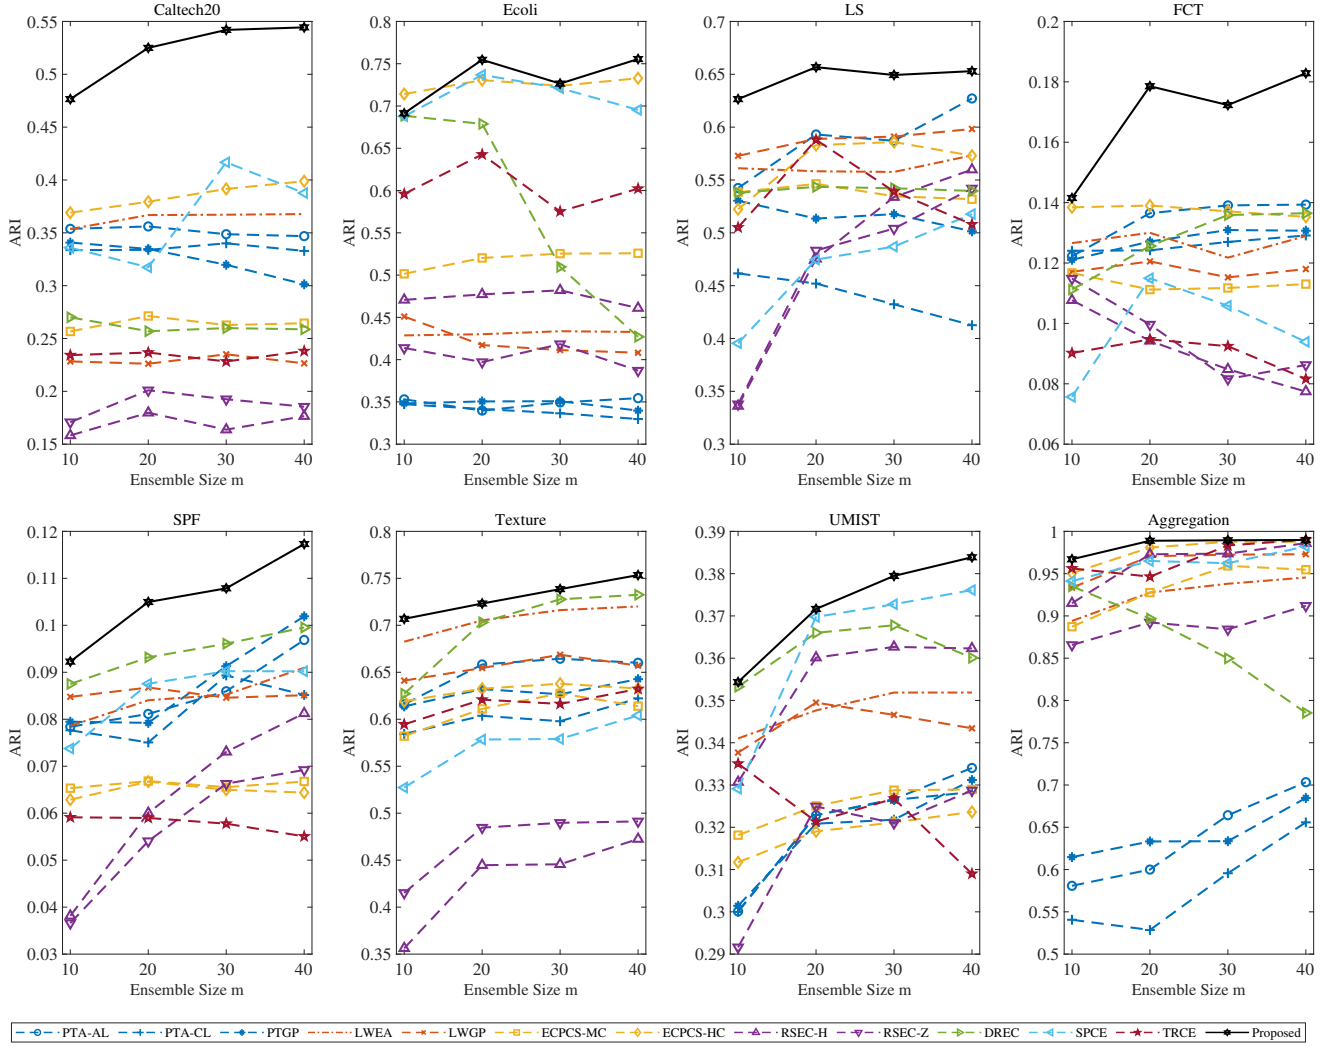 Caltech20
Ecoli
LS
FCT
0.55
0.5
0.45
0.4
0.35
0.3
0.25
0.2
0.15
ARI
10 20 30 40
Ensemble Size m
0.8
0.75
0.7
0.65
0.6
0.55
0.5
0.45
0.4
0.35
0.3
ARI
10 20 30 40
Ensemble Size m
0.7
0.65
0.6
0.55
0.5
0.45
0.4
0.35
0.3
ARI
10 20 30 40
Ensemble Size m
0.2
0.18
0.16
0.14
0.12
0.1
0.08
0.06
ARI
10 20 30 40
Ensemble Size m
SPF
Texture
UMIST
Aggregation
0.12
0.11
0.1
0.09
0.08
0.07
0.06
0.05
0.04
0.03
ARI
10 20 30 40
Ensemble Size m
0.8
0.75
0.7
0.65
0.6
0.55
0.5
0.45
0.4
0.35
ARI
10 20 30 40
Ensemble Size m
0.39
0.38
0.37
0.36
0.35
0.34
0.33
0.32
0.31
0.3
0.29
ARI
10 20 30 40
Ensemble Size m
1
0.95
0.9
0.85
0.8
0.75
0.7
0.65
0.6
0.55
0.5
ARI
10 20 30 40
Ensemble Size m
PTA-AL PTA-CL PTGP LWEA LWGP ECPCS-MC ECPCS-HC RSEC-H RSEC-Z DREC SPCE TRCE Proposed